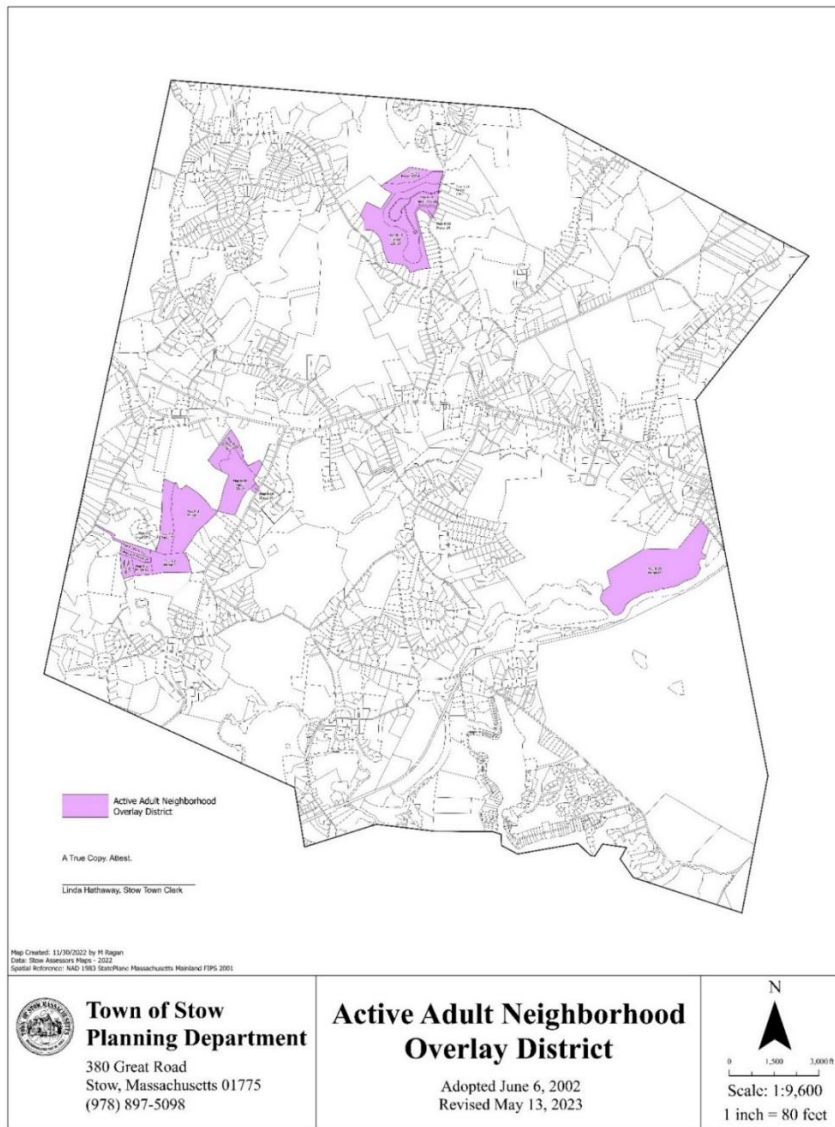 Active Adult Neighborhood
Overlay District
A True Copy. Attest.
Linda Hathaway, Stow Town Clerk
Map Created: 11/30/2022 by M Ragan
Data: Stow Assessors Maps - 2022
Spatial Reference: NAD 1983 StatePlane Massachusetts Mainland FIPS 2001
Town of Stow
Planning Department
380 Great Road
Stow, Massachusetts 01775
(978) 897-5098
Active Adult Neighborhood
Overlay District
Adopted June 6, 2002
Revised May 13, 2023
N
0 1,500 3,000 ft
Scale: 1:9,600
1 inch = 80 feet